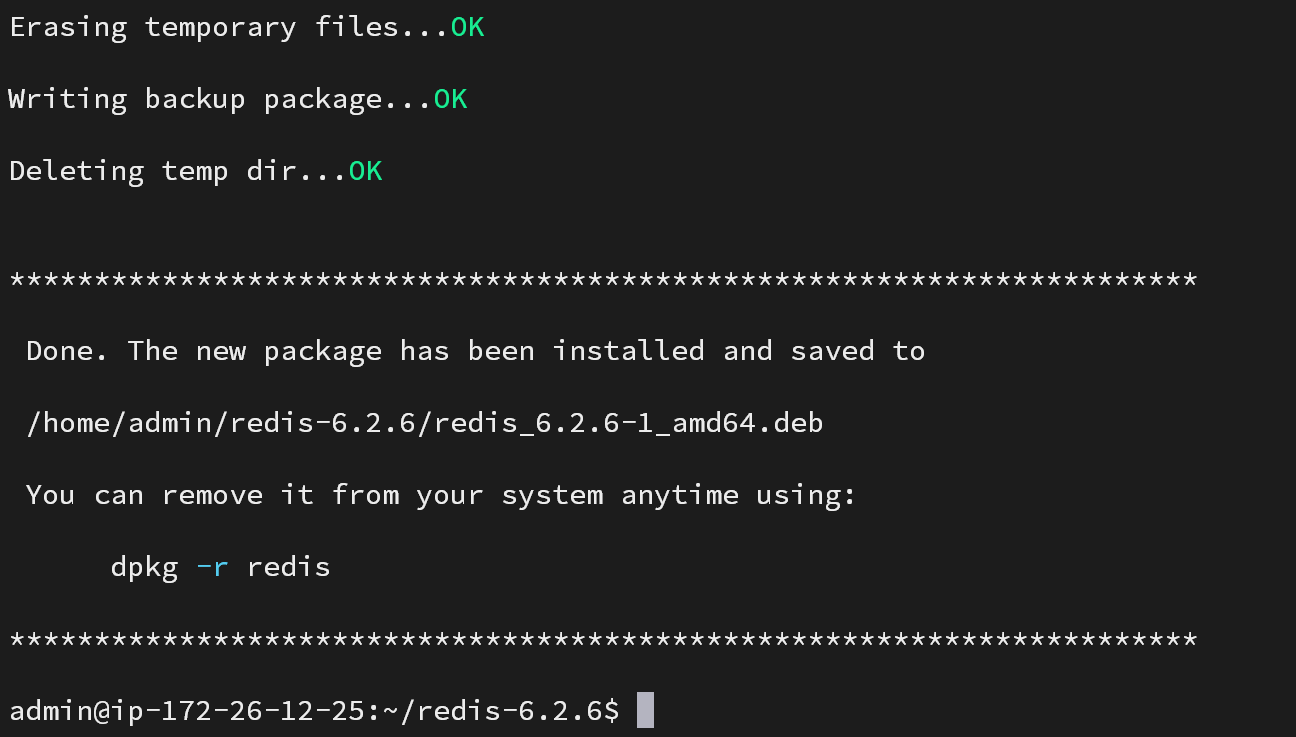 Erasing temporary files...OK
Writing backup package...OK
Deleting temp dir...OK
**********************************************************************
Done. The new package has been installed and saved to
/home/admin/redis-6.2.6/redis_6.2.6-1_amd64.deb
You can remove it from your system anytime using:
dpkg -r redis
**********************************************************************
admin@ip-172-26-12-25:~/redis-6.2.6$